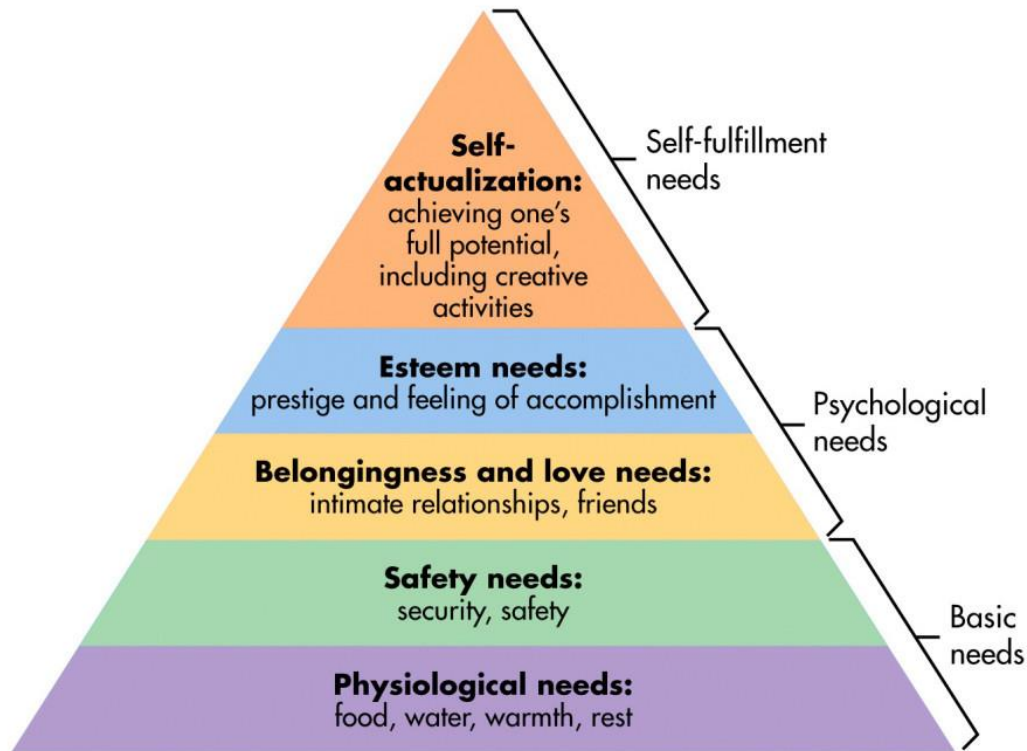 Self-
actualization:
achieving one's
full potential,
including creative
activities
Self-fulfillment
needs
Esteem needs:
prestige and feeling of accomplishment
Psychological
needs
Belongingness and love needs:
intimate relationships, friends
Safety needs:
security, safety
Basic
needs
Physiological needs:
food, water, warmth, rest